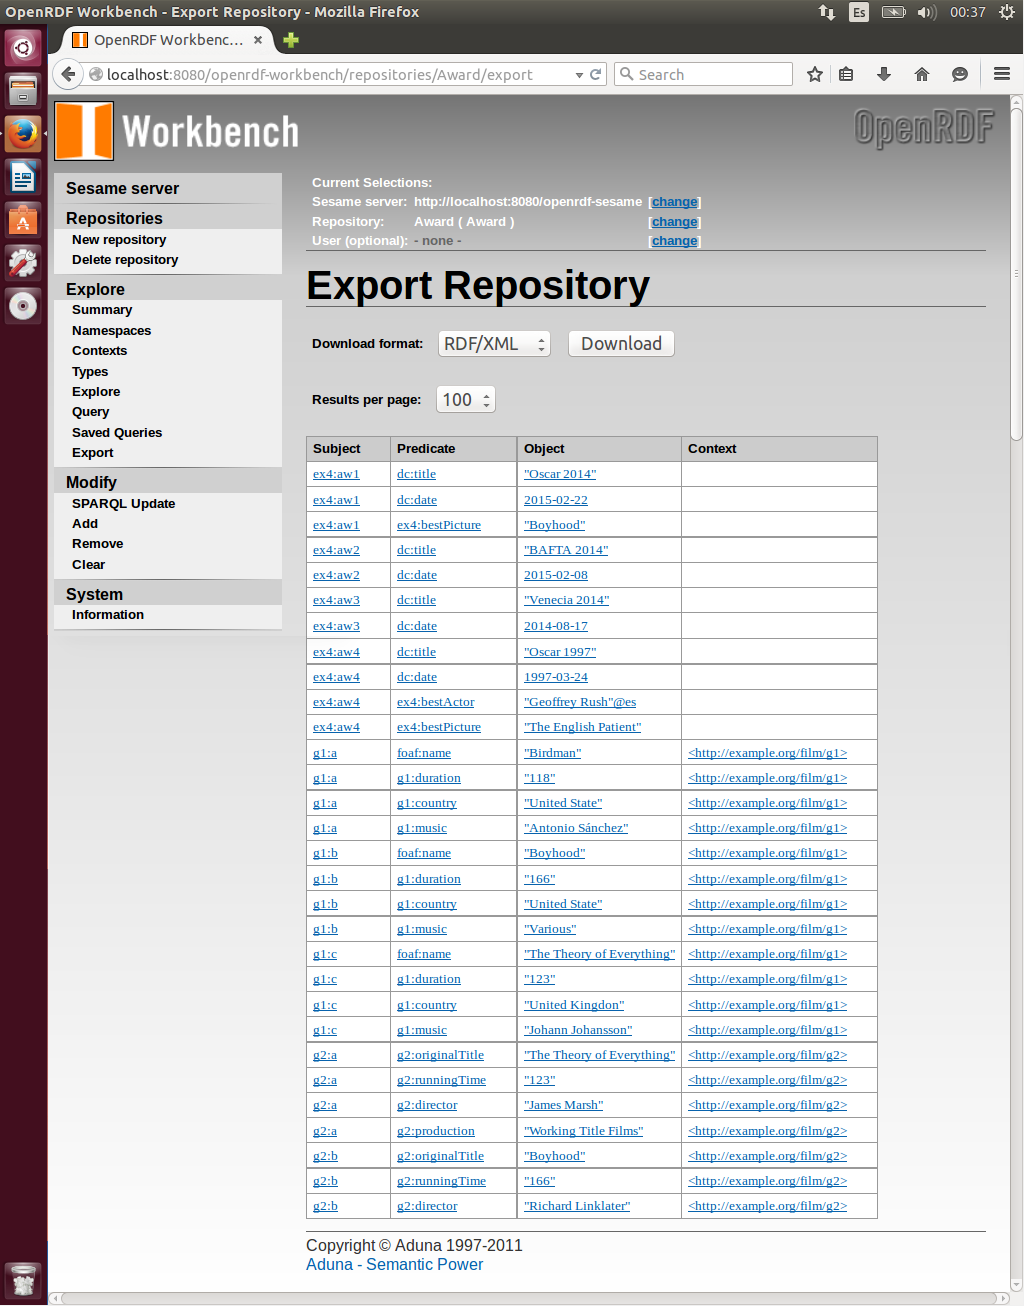 OpenRDF Workbench - Export Repository - Mozilla Firefox
Es
00:37
OpenRDF Workbenc...
localhost:8080/openrdf-workbench/repositories/Award/export
Search
Workbench
OpenRDF
Sesame server
Repositories
New repository
Delete repository
Explore
Summary
Namespaces
Contexts
Types
Explore
Query
Saved Queries
Export
Modify
SPARQL Update
Add
Remove
Clear
System
Information
Current Selections:
Sesame server: http://localhost:8080/openrdf-sesame [change]
Repository: Award ( Award ) [change]
User (optional): - none - [change]
Export Repository
Download format: RDF/XML Download
Results per page: 100
Subject Predicate Object Context
ex4:aw1 dc:title "Oscar 2014"
ex4:aw1 dc:date 2015-02-22
ex4:aw1 ex4:bestPicture "Boyhood"
ex4:aw2 dc:title "BAFTA 2014"
ex4:aw2 dc:date 2015-02-08
ex4:aw3 dc:title "Venecia 2014"
ex4:aw3 dc:date 2014-08-17
ex4:aw4 dc:title "Oscar 1997"
ex4:aw4 dc:date 1997-03-24
ex4:aw4 ex4:bestActor "Geoffrey Rush"@es
ex4:aw4 ex4:bestPicture "The English Patient"
g1:a foaf:name "Birdman" <http://example.org/film/g1>
g1:a g1:duration "118" <http://example.org/film/g1>
g1:a g1:country "United State" <http://example.org/film/g1>
g1:a g1:music "Antonio Sánchez" <http://example.org/film/g1>
g1:b foaf:name "Boyhood" <http://example.org/film/g1>
g1:b g1:duration "166" <http://example.org/film/g1>
g1:b g1:country "United State" <http://example.org/film/g1>
g1:b g1:music "Various" <http://example.org/film/g1>
g1:c foaf:name "The Theory of Everything" <http://example.org/film/g1>
g1:c g1:duration "123" <http://example.org/film/g1>
g1:c g1:country "United Kingdon" <http://example.org/film/g1>
g1:c g1:music "Johann Johansson" <http://example.org/film/g1>
g2:a g2:originalTitle "The Theory of Everything" <http://example.org/film/g2>
g2:a g2:runningTime "123" <http://example.org/film/g2>
g2:a g2:director "James Marsh" <http://example.org/film/g2>
g2:a g2:production "Working Title Films" <http://example.org/film/g2>
g2:b g2:originalTitle "Boyhood" <http://example.org/film/g2>
g2:b g2:runningTime "166" <http://example.org/film/g2>
g2:b g2:director "Richard Linklater" <http://example.org/film/g2>
Copyright © Aduna 1997-2011
Aduna - Semantic Power